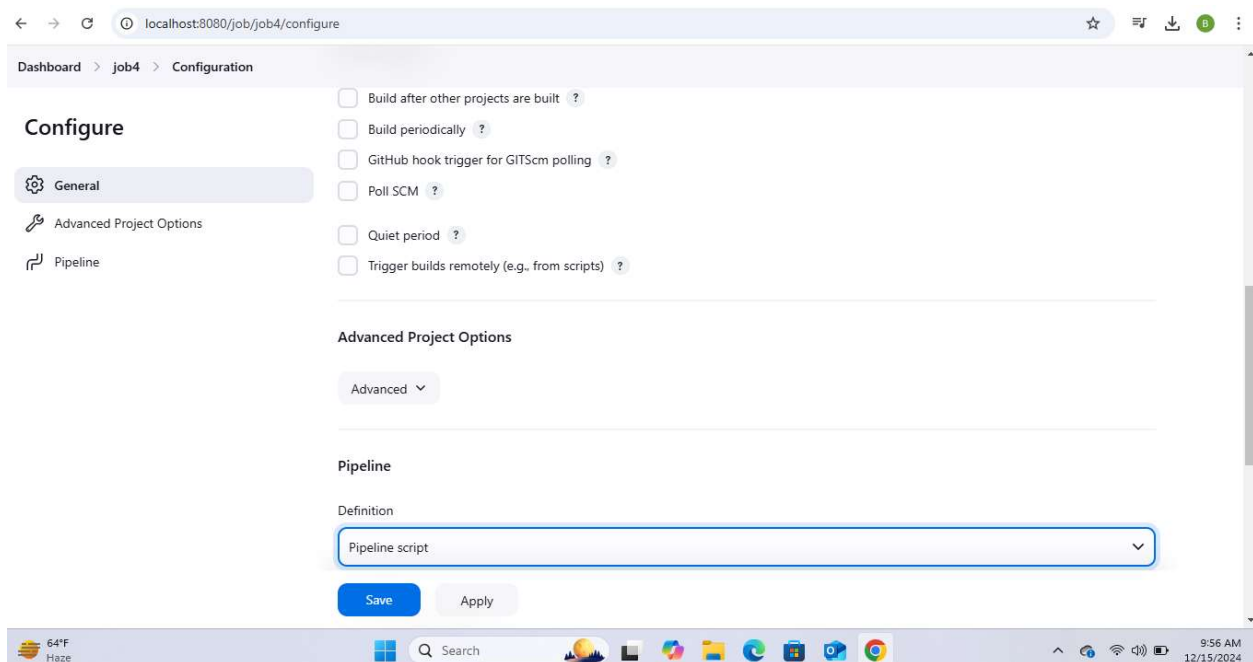 localhost:8080/job/job4/configure
B
Dashboard > job4 > Configuration
Configure
General
Advanced Project Options
Pipeline
Build after other projects are built ?
Build periodically ?
GitHub hook trigger for GITScm polling ?
Poll SCM ?
Quiet period ?
Trigger builds remotely (e.g., from scripts) ?
Advanced Project Options
Advanced
Pipeline
Definition
Pipeline script
Save Apply
64°F
Haze
Search
9:56 AM
12/15/2024